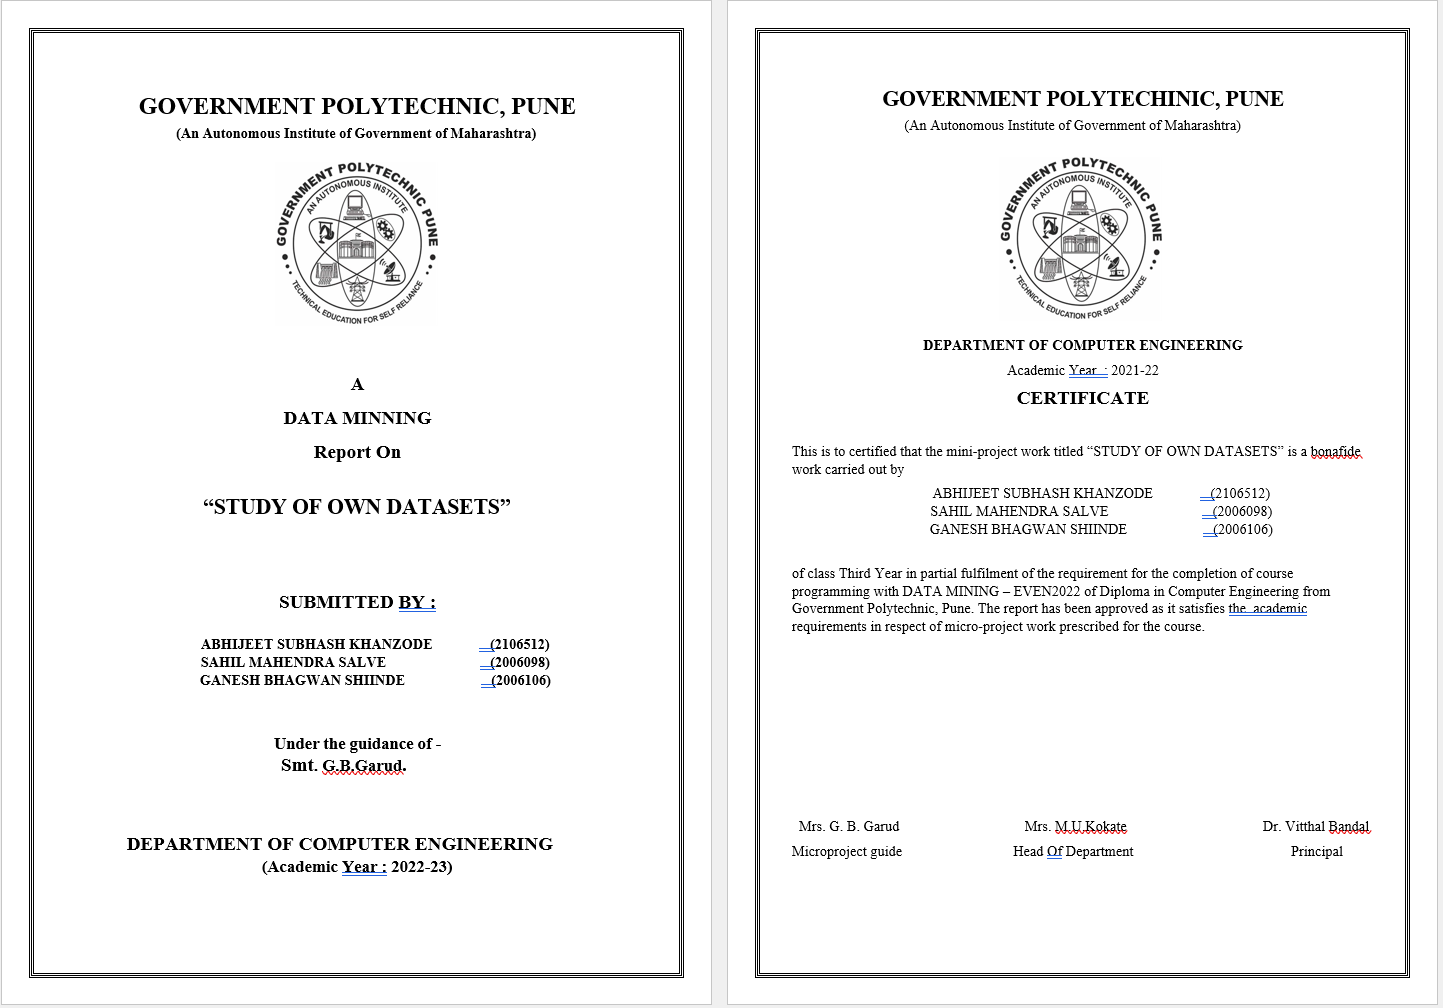 GOVERNMENT POLYTECHNIC, PUNE
(An Autonomous Institute of Government of Maharashtra)
GOVERNMENT POLYTECHNIC PUNE
AN AUTONOMOUS INSTITUTE
TECHNICAL EDUCATION FOR SELF RELIANCE
A
DATA MINNING
Report On
“STUDY OF OWN DATASETS”
SUBMITTED BY :
ABHIJEET SUBHASH KHANZODE (2106512)
SAHIL MAHENDRA SALVE (2006098)
GANESH BHAGWAN SHIINDE (2006106)
Under the guidance of -
Smt. G.B.Garud.
DEPARTMENT OF COMPUTER ENGINEERING
(Academic Year : 2022-23)
GOVERNMENT POLYTECHINIC, PUNE
(An Autonomous Institute of Government of Maharashtra)
GOVERNMENT POLYTECHNIC PUNE
AN AUTONOMOUS INSTITUTE
TECHNICAL EDUCATION FOR SELF RELIANCE
DEPARTMENT OF COMPUTER ENGINEERING
Academic Year : 2021-22
CERTIFICATE
This is to certified that the mini-project work titled “STUDY OF OWN DATASETS” is a bonafide
work carried out by
ABHIJEET SUBHASH KHANZODE (2106512)
SAHIL MAHENDRA SALVE (2006098)
GANESH BHAGWAN SHIINDE (2006106)
of class Third Year in partial fulfilment of the requirement for the completion of course
programming with DATA MINING – EVEN2022 of Diploma in Computer Engineering from
Government Polytechnic, Pune. The report has been approved as it satisfies the academic
requirements in respect of micro-project work prescribed for the course.
Mrs. G. B. Garud Mrs. M.U.Kokate Dr. Vitthal Bandal
Microproject guide Head Of Department Principal